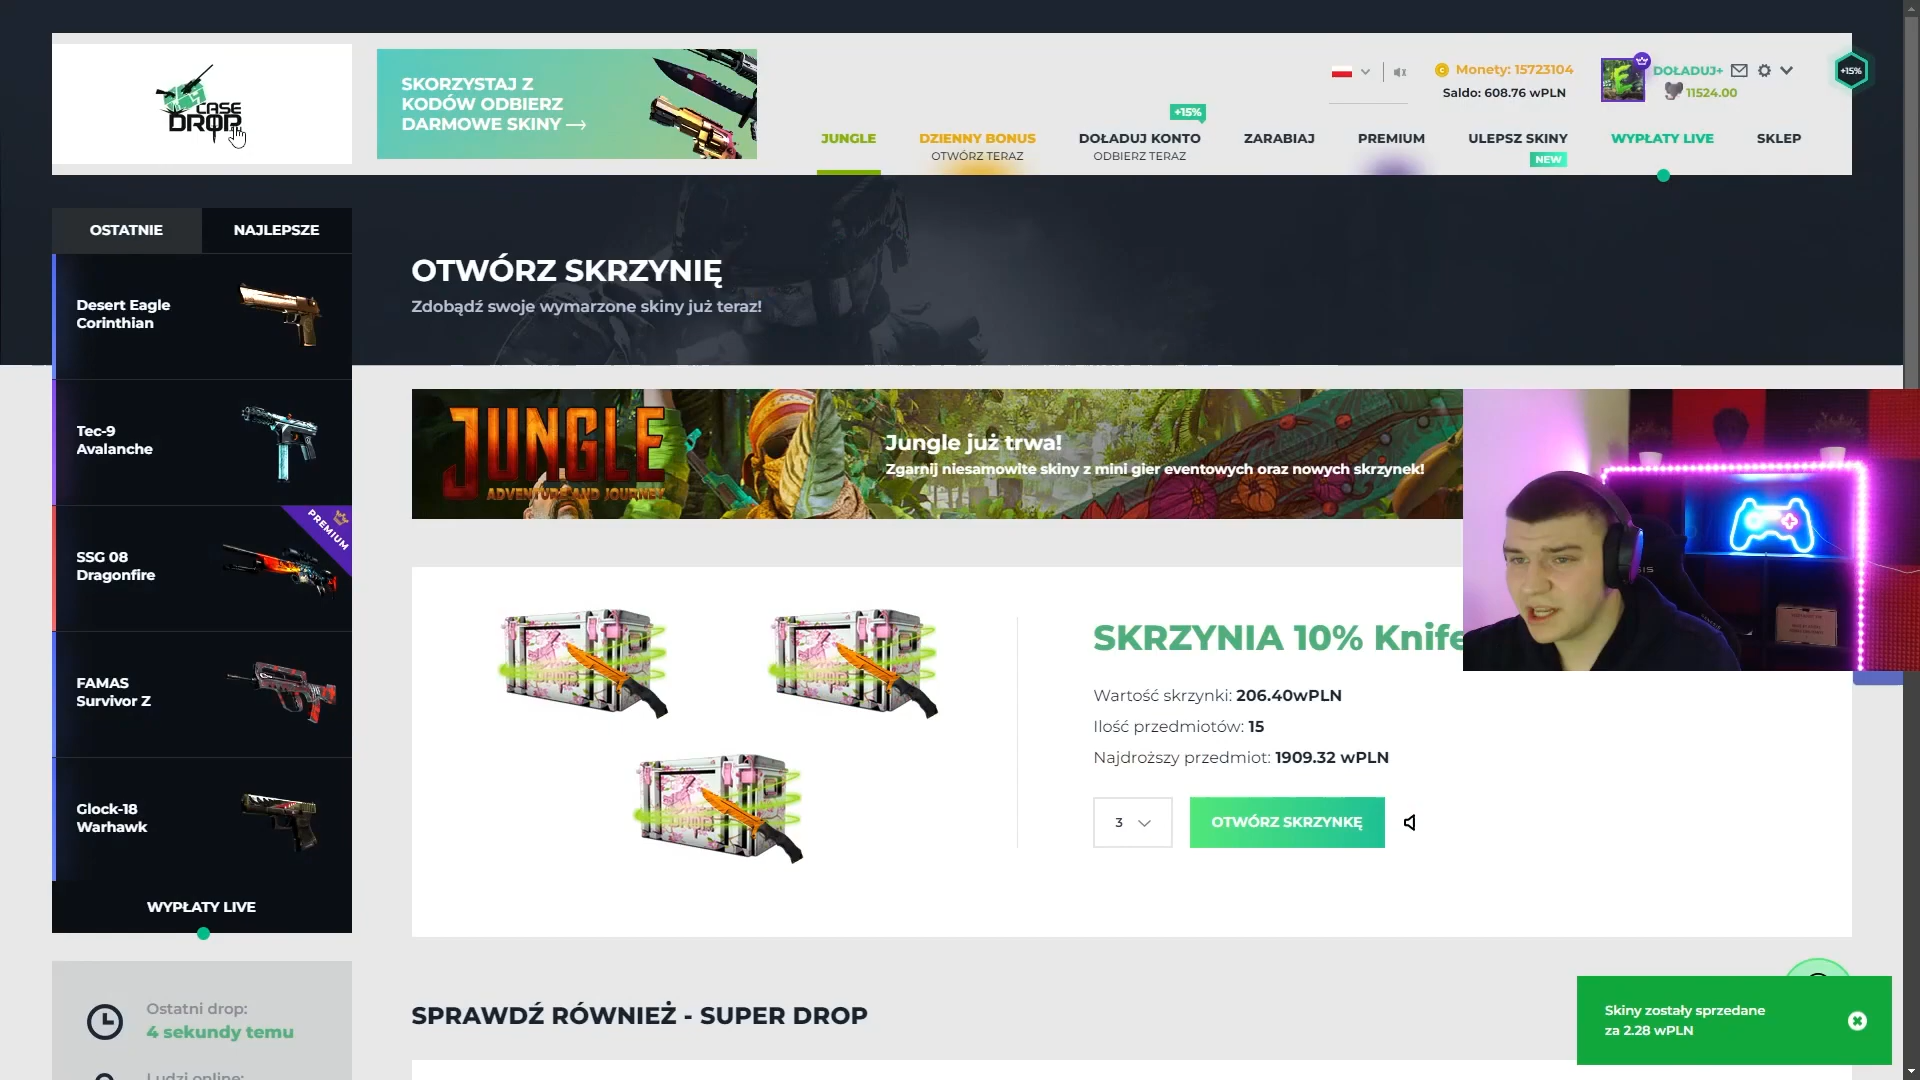 CASE
DROP
SKORZYSTAJ Z
KODÓW ODBIERZ
DARMOWE SKINY →
Monety: 15723104
Saldo: 608.76 wPLN
DOŁADUJ+
11524.00
+15%
+15%
JUNGLE
DZIENNY BONUS
OTWÓRZ TERAZ
DOŁADUJ KONTO
ODBIERZ TERAZ
ZARABIAJ
PREMIUM
ULEPSZ SKINY
NEW
WYPŁATY LIVE
SKLEP
OSTATNIE
NAJLEPSZE
Desert Eagle
Corinthian
Tec-9
Avalanche
PREMIUM
SSG 08
Dragonfire
FAMAS
Survivor Z
Glock-18
Warhawk
WYPŁATY LIVE
Ostatni drop:
4 sekundy temu
Ludzi online:
OTWÓRZ SKRZYNIĘ
Zdobądź swoje wymarzone skiny już teraz!
JUNGLE
ADVENTURE AND JOURNEY
Jungle już trwa!
Zgarnij niesamowite skiny z mini gier eventowych oraz nowych skrzynek!
SKRZYNIA 10% Knife
Wartość skrzynki: 206.40wPLN
Ilość przedmiotów: 15
Najdroższy przedmiot: 1909.32 wPLN
3
OTWÓRZ SKRZYNKĘ
SPRAWDŹ RÓWNIEŻ - SUPER DROP
Skiny zostały sprzedane
za 2.28 wPLN